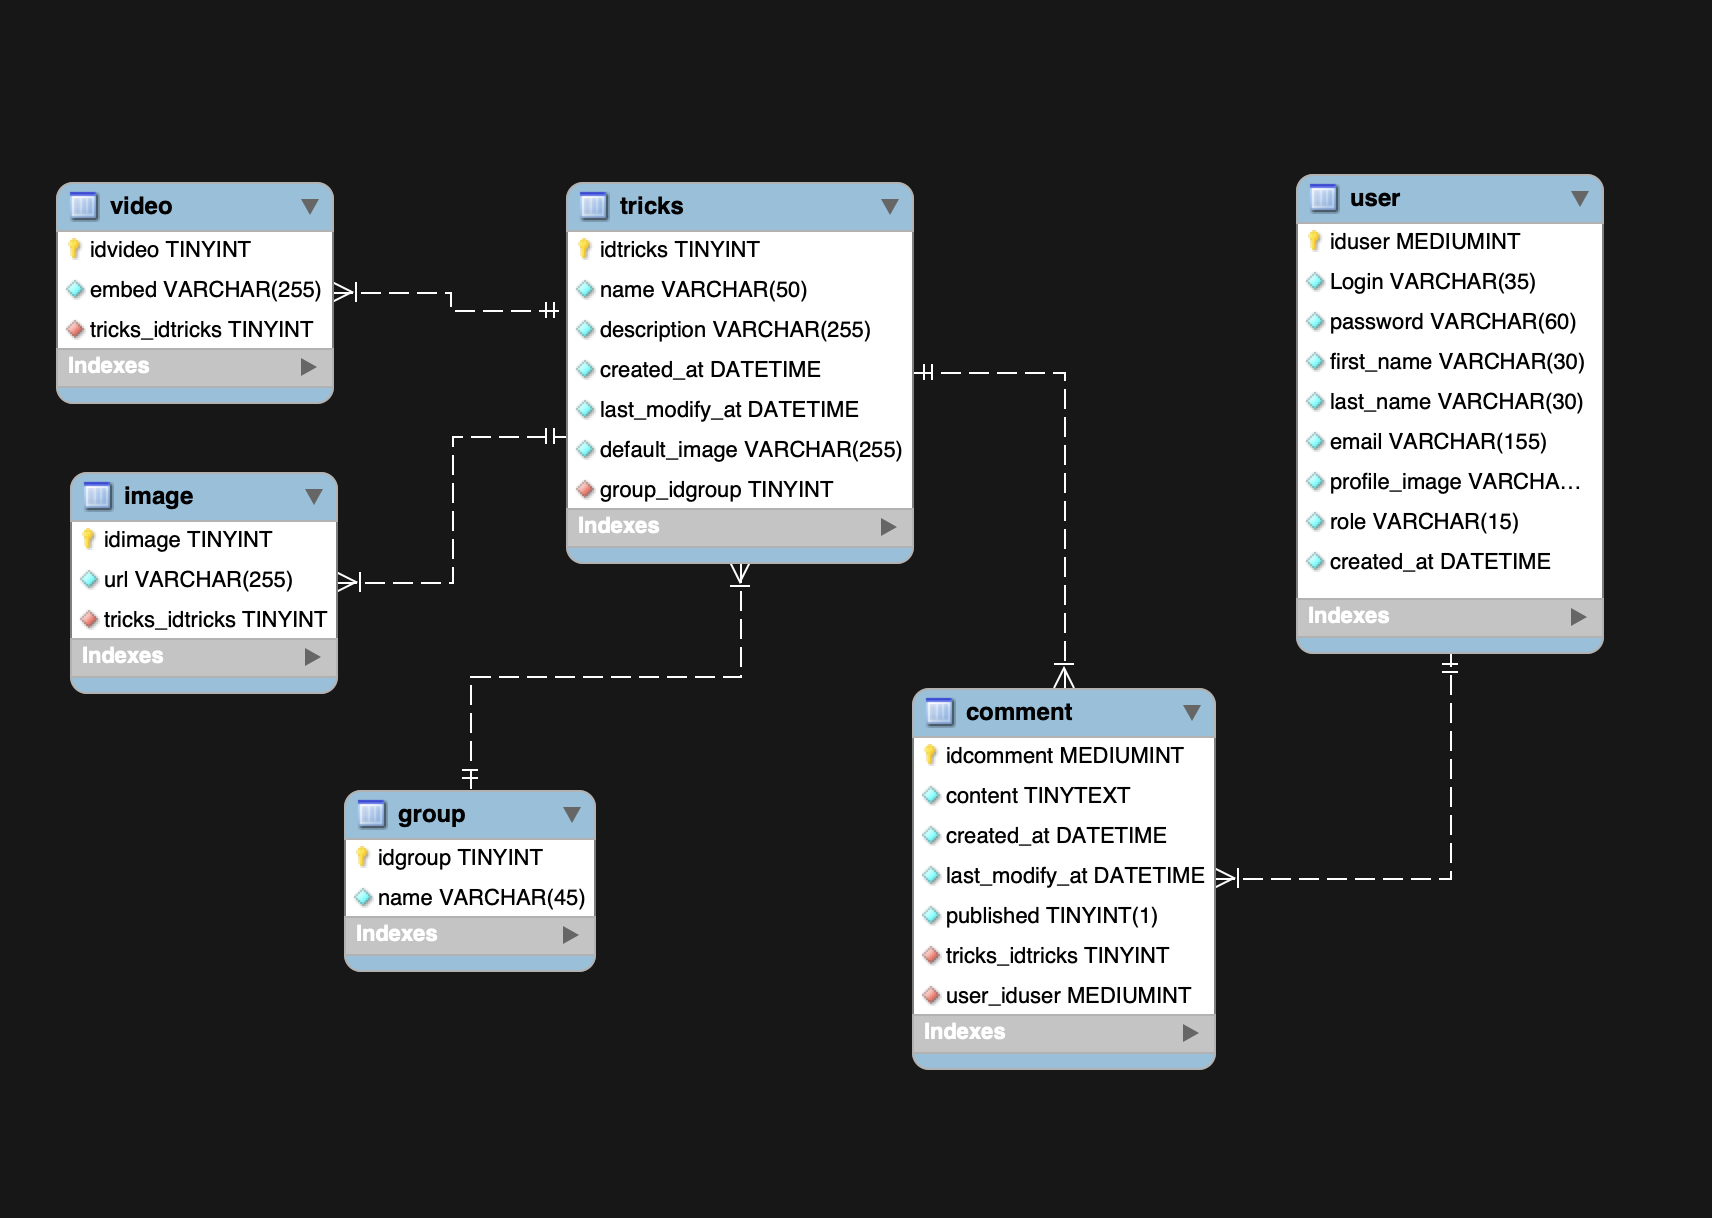 video
idvideo TINYINT
embed VARCHAR(255)
tricks_idtricks TINYINT
Indexes
image
idimage TINYINT
url VARCHAR(255)
tricks_idtricks TINYINT
Indexes
tricks
idtricks TINYINT
name VARCHAR(50)
description VARCHAR(255)
created_at DATETIME
last_modify_at DATETIME
default_image VARCHAR(255)
group_idgroup TINYINT
Indexes
group
idgroup TINYINT
name VARCHAR(45)
Indexes
user
iduser MEDIUMINT
Login VARCHAR(35)
password VARCHAR(60)
first_name VARCHAR(30)
last_name VARCHAR(30)
email VARCHAR(155)
profile_image VARCHA...
role VARCHAR(15)
created_at DATETIME
Indexes
comment
idcomment MEDIUMINT
content TINYTEXT
created_at DATETIME
last_modify_at DATETIME
published TINYINT(1)
tricks_idtricks TINYINT
user_iduser MEDIUMINT
Indexes